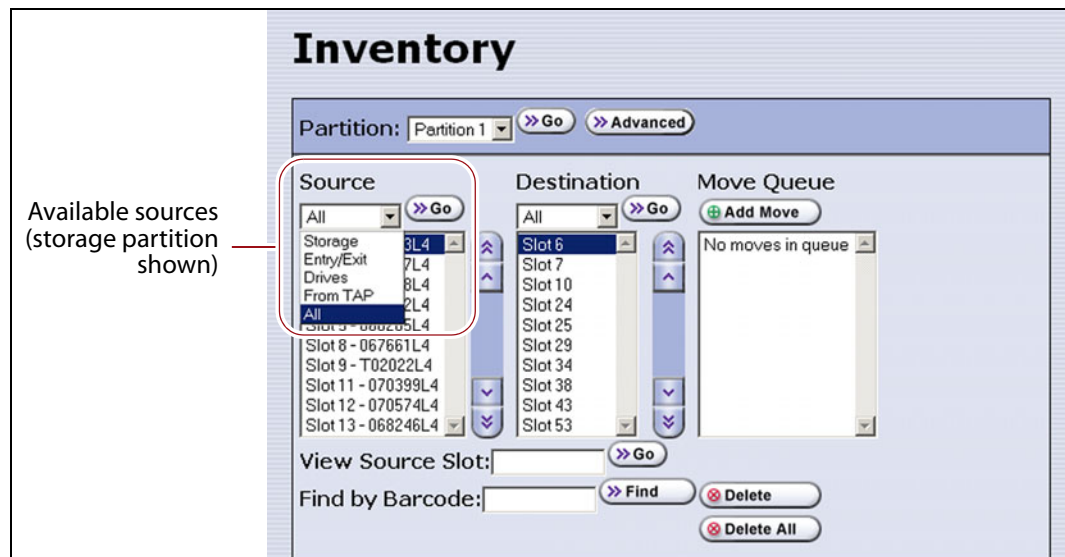 Inventory
Partition: Partition 1 Go Advanced
Available sources
(storage partition
shown)
Source
All Go
Storage
Entry/Exit
Drives
From TAP
All
3L4
7L4
8L4
2L4
Slot 8 - 067661L4
Slot 9 - T02022L4
Slot 11 - 070399L4
Slot 12 - 070574L4
Slot 13 - 068246L4
Destination
All Go
Slot 6
Slot 7
Slot 10
Slot 24
Slot 25
Slot 29
Slot 34
Slot 38
Slot 43
Slot 53
Move Queue
Add Move
No moves in queue
View Source Slot: Go
Find by Barcode: Find
Delete
Delete All